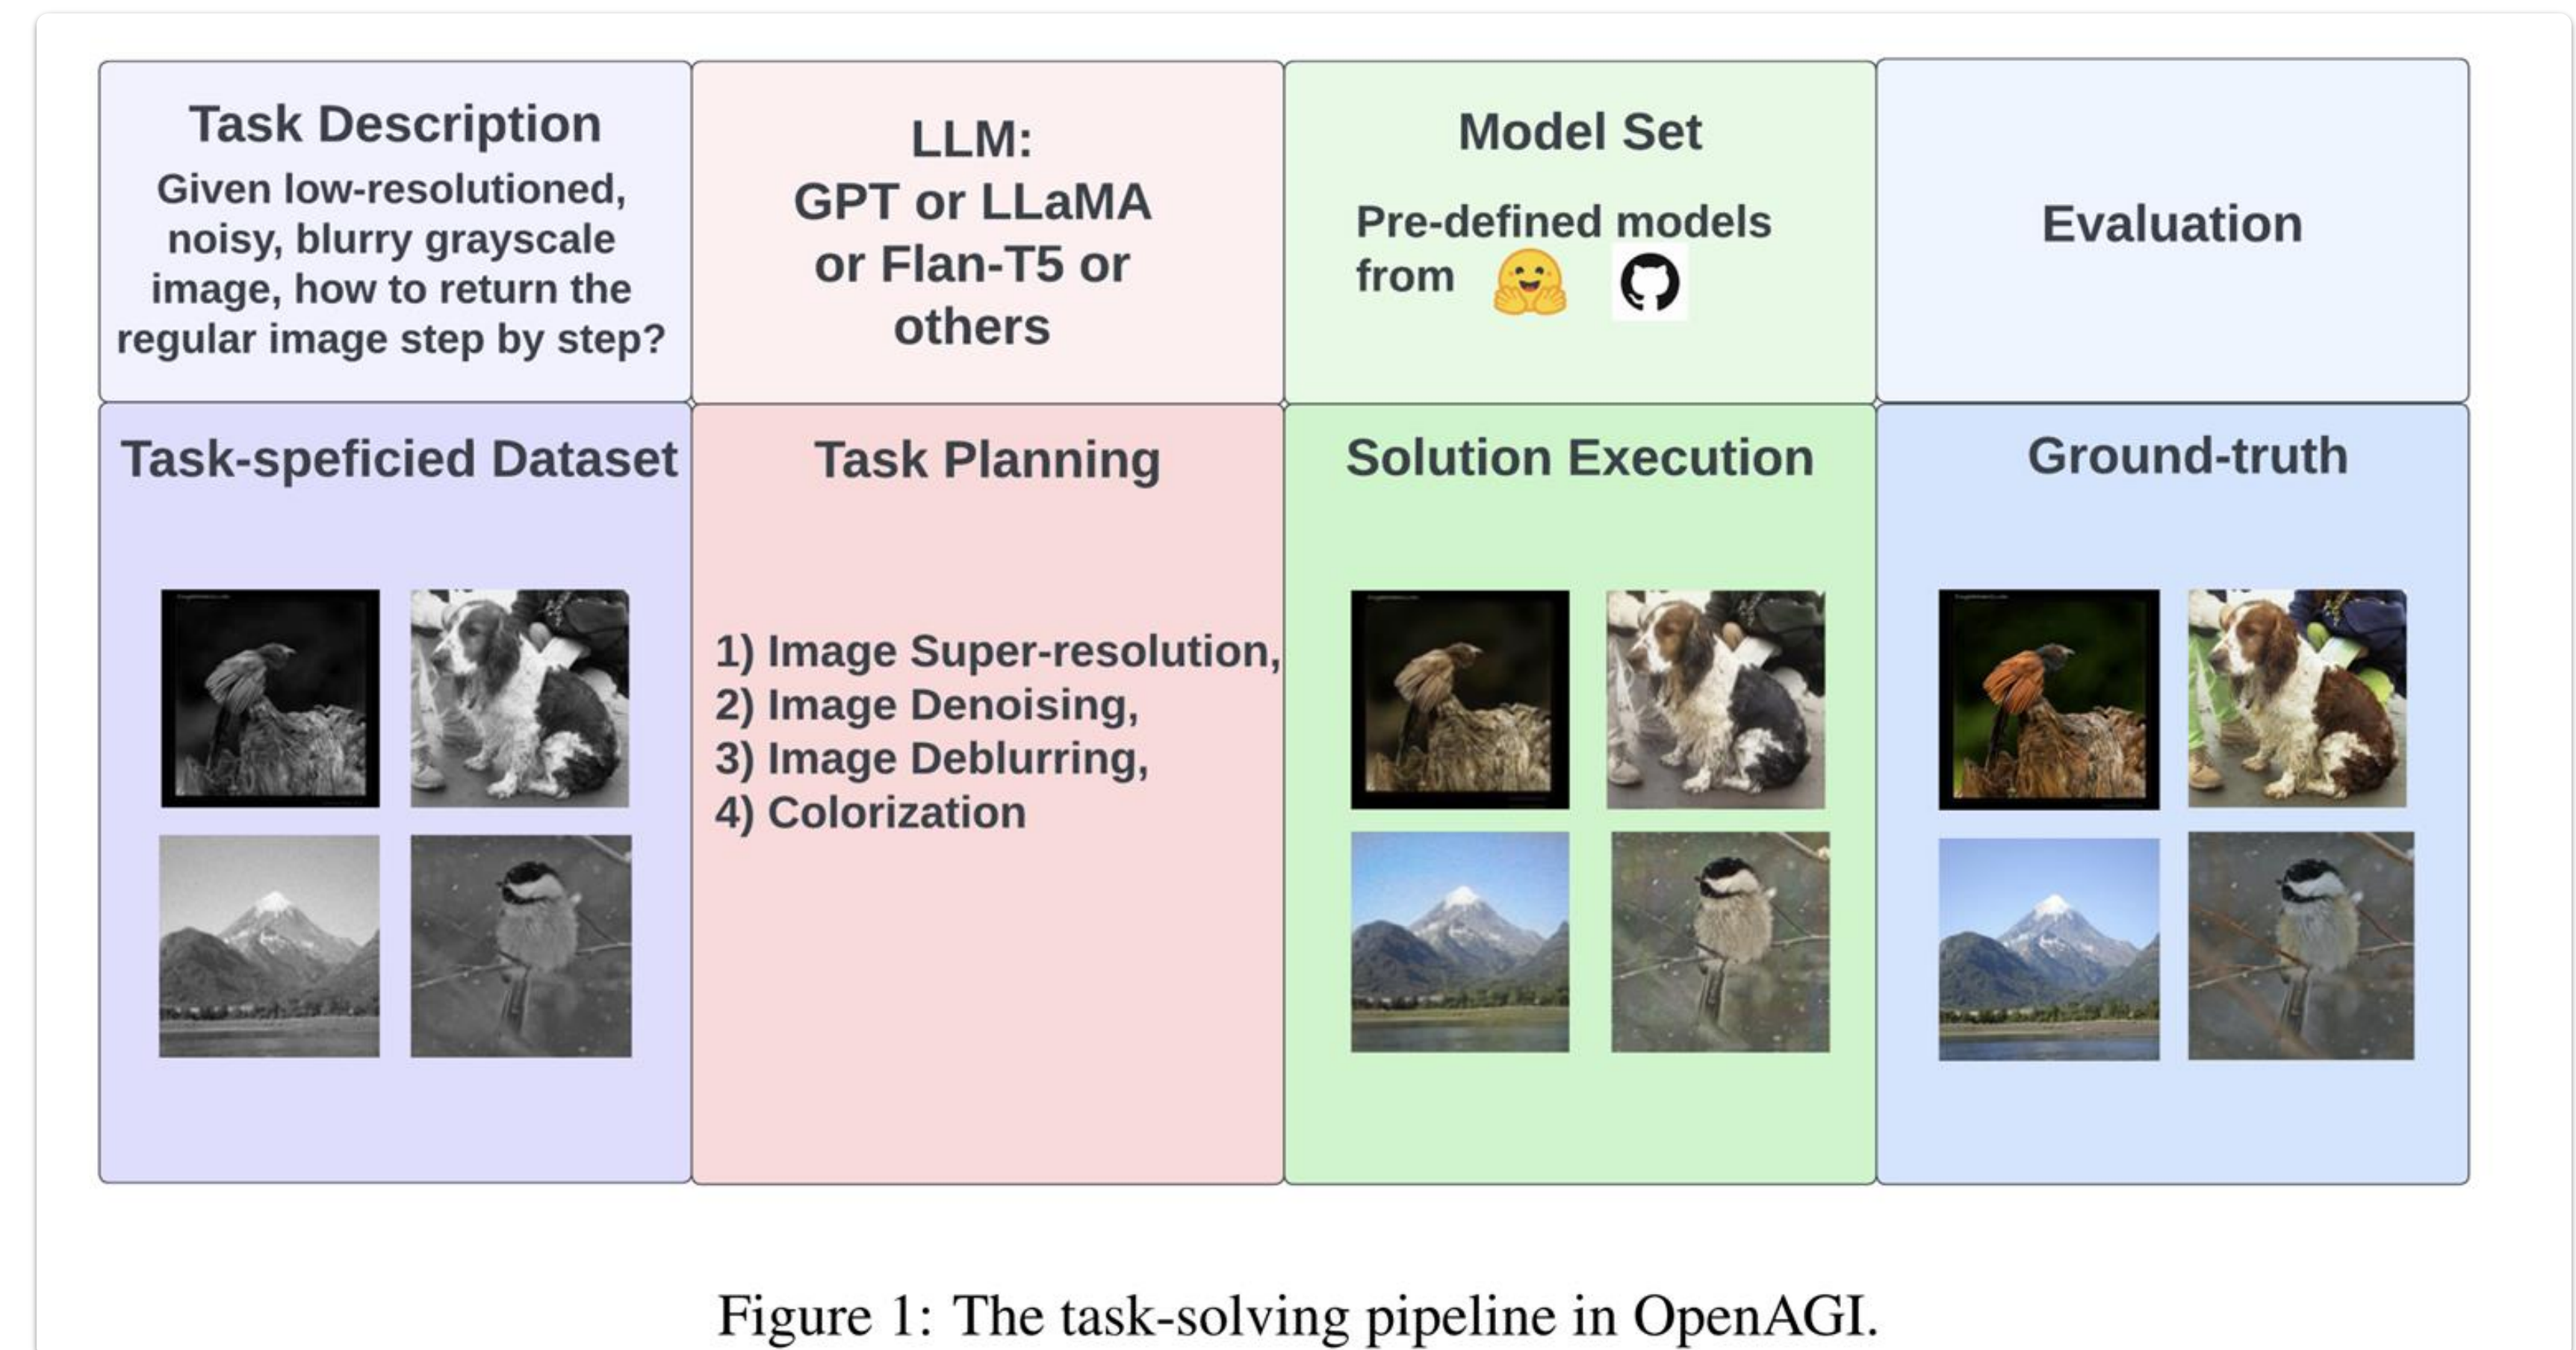 Task Description
Given low-resolutioned,
noisy, blurry grayscale
image, how to return the
regular image step by step?
LLM:
GPT or LLaMA
or Flan-T5 or
others
Model Set
Pre-defined models
from
Evaluation
Task-speficied Dataset
Task Planning
1) Image Super-resolution,
2) Image Denoising,
3) Image Deblurring,
4) Colorization
Solution Execution
Ground-truth
Figure 1: The task-solving pipeline in OpenAGI.